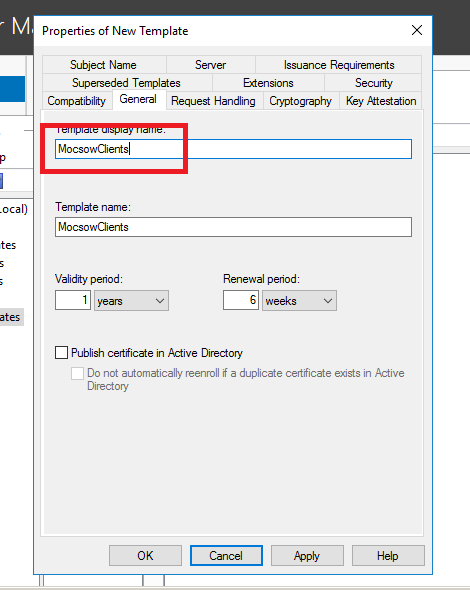 r Ma
Properties of New Template
Subject Name Server Issuance Requirements
Superseded Templates Extensions Security
Compatibility General Request Handling Cryptography Key Attestation
Template display name:
MocsowClients
p
Local)
Template name:
MocsowClients
tes
s
s
Validity period: Renewal period:
1 years 6 weeks
ates
Publish certificate in Active Directory
Do not automatically reenroll if a duplicate certificate exists in Active
Directory
OK Cancel Apply Help